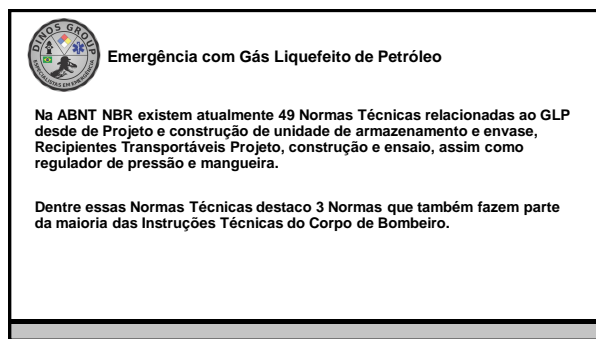 DINOS GROUP
ESPECIALISTAS EM EMERGÊNCIA
Emergência com Gás Liquefeito de Petróleo
Na ABNT NBR existem atualmente 49 Normas Técnicas relacionadas ao GLP
desde de Projeto e construção de unidade de armazenamento e envase,
Recipientes Transportáveis Projeto, construção e ensaio, assim como
regulador de pressão e mangueira.
Dentre essas Normas Técnicas destaco 3 Normas que também fazem parte
da maioria das Instruções Técnicas do Corpo de Bombeiro.